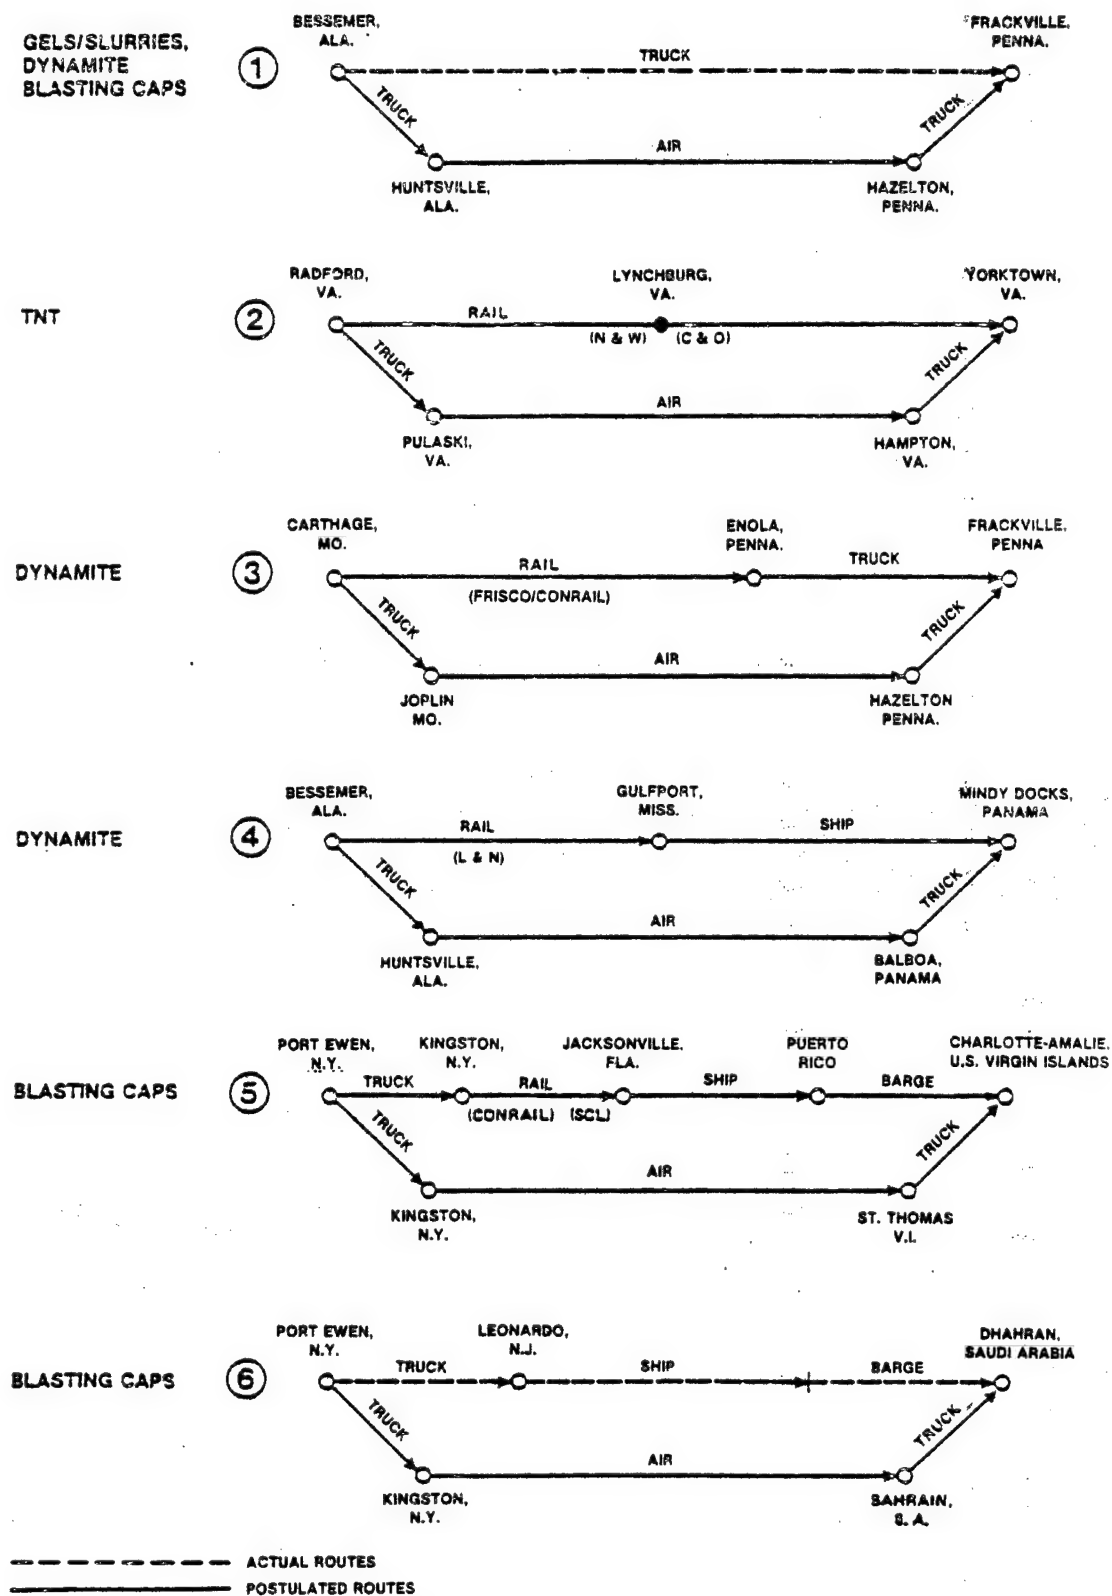 GELS/SLURRIES,
DYNAMITE
BLASTING CAPS
1
BESSEMER,
ALA.
TRUCK
FRACKVILLE,
PENNA.
TRUCK
AIR
TRUCK
HUNTSVILLE,
ALA.
HAZELTON,
PENNA.
TNT
2
RADFORD,
VA.
RAIL
LYNCHBURG,
VA.
(N & W) (C & O)
YORKTOWN,
VA.
TRUCK
AIR
TRUCK
PULASKI,
VA.
HAMPTON,
VA.
DYNAMITE
3
CARTHAGE,
MO.
RAIL
(FRISCO/CONRAIL)
ENOLA,
PENNA.
TRUCK
FRACKVILLE,
PENNA
TRUCK
AIR
TRUCK
JOPLIN
MO.
HAZELTON
PENNA.
DYNAMITE
4
BESSEMER,
ALA.
RAIL
(L & N)
GULFPORT,
MISS.
SHIP
MINDY DOCKS,
PANAMA
TRUCK
AIR
TRUCK
HUNTSVILLE,
ALA.
BALBOA,
PANAMA
BLASTING CAPS
5
PORT EWEN,
N.Y.
TRUCK
KINGSTON,
N.Y.
RAIL
(CONRAIL) (SCL)
JACKSONVILLE,
FLA.
SHIP
PUERTO
RICO
BARGE
CHARLOTTE-AMALIE,
U.S. VIRGIN ISLANDS
TRUCK
AIR
TRUCK
KINGSTON,
N.Y.
ST. THOMAS
V.I.
BLASTING CAPS
6
PORT EWEN,
N.Y.
TRUCK
LEONARDO,
N.J.
SHIP
BARGE
DHAHRAN,
SAUDI ARABIA
TRUCK
AIR
TRUCK
KINGSTON,
N.Y.
BAHRAIN,
S. A.
ACTUAL ROUTES
POSTULATED ROUTES